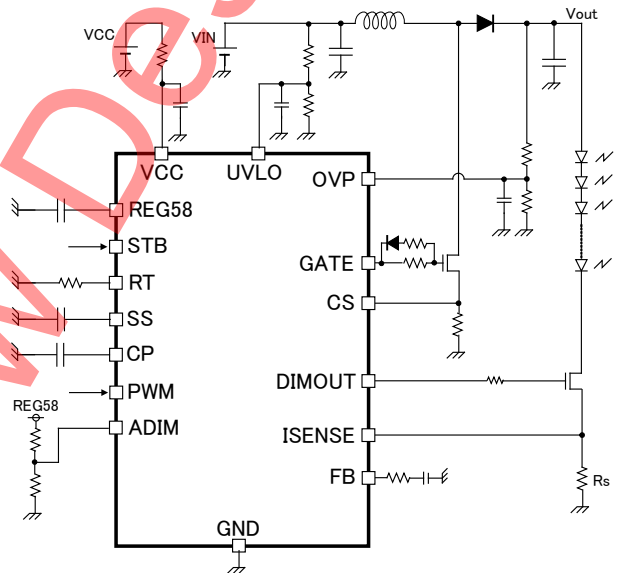 VCC
VIN
Vout
VCC
UVLO
OVP
REG58
STB
GATE
RT
CS
SS
CP
DIMOUT
PWM
REG58
ADIM
ISENSE
FB
Rs
GND
w Des